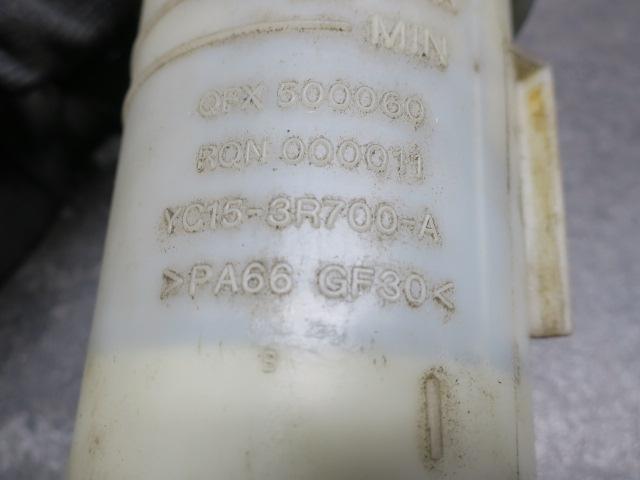 MIN
QPX 500060
RQN 000011
YC15-3R700-A
>PA66 GF30<